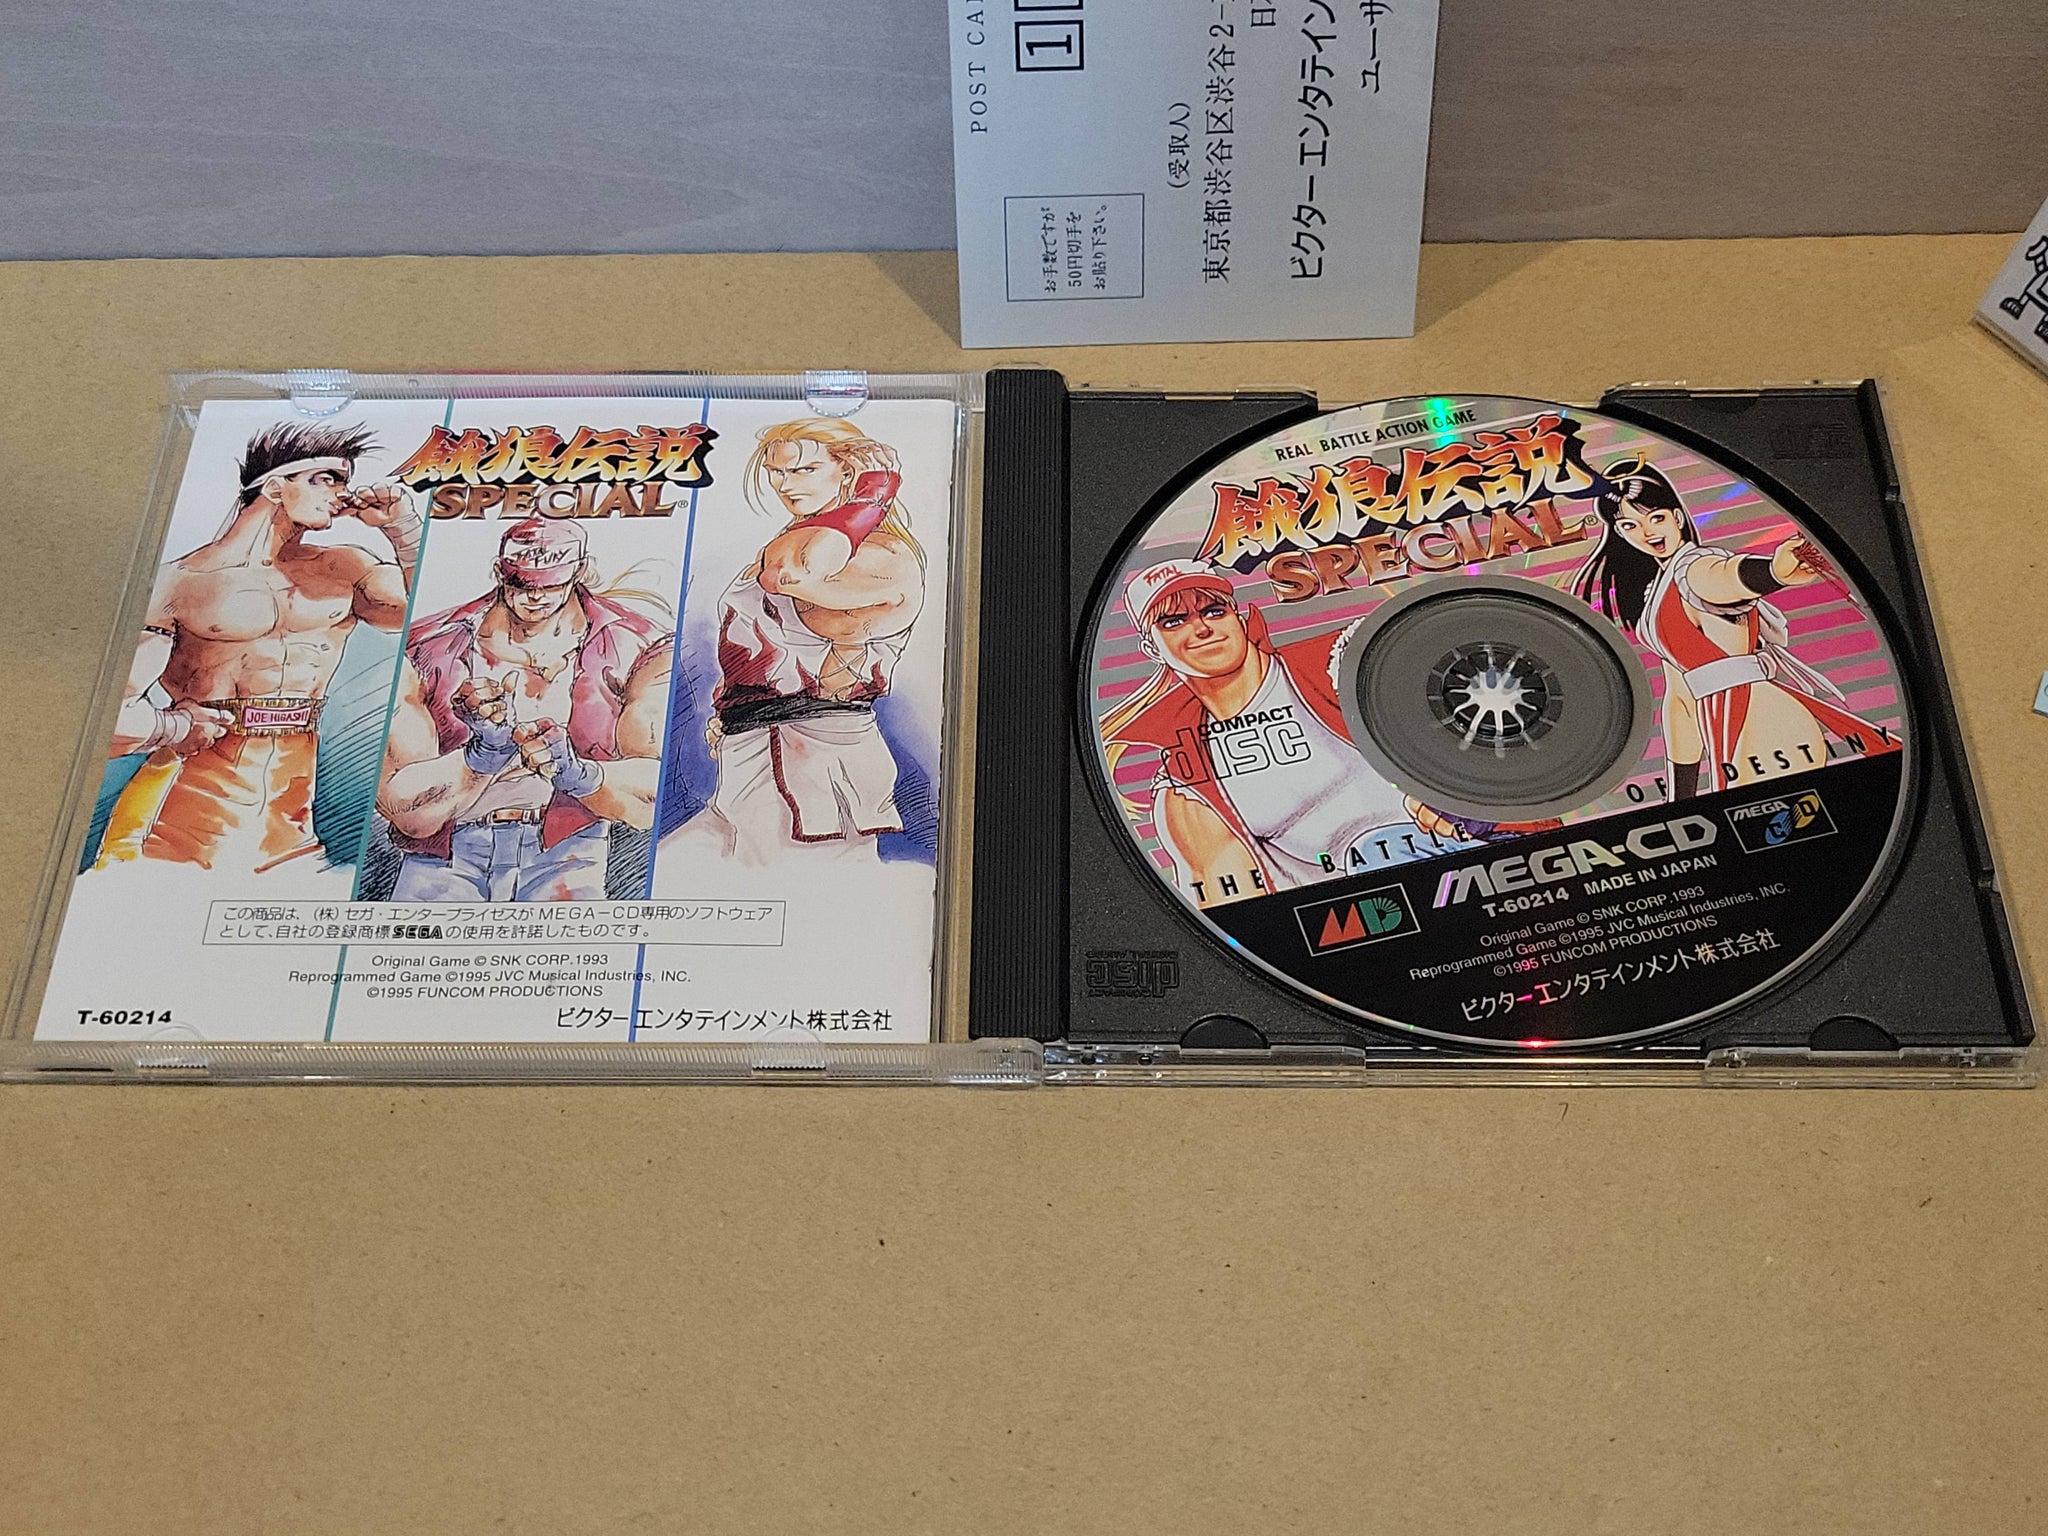 POST CA
1
お手数ですが
50円切手を
お貼り下さい。
(受取人)
東京都渋谷区渋谷2-
ビクターエンタテイン
ユーサ
餓狼伝説
SPECIAL®
FATAL
FURY
JOE HIGASHI
この商品は、(株)セガ・エンタープライゼスがMEGA-CD専用のソフトウェア
として、自社の登録商標SEGAの使用を許諾したものです。
Original Game © SNK CORP.1993
Reprogrammed Game ©1995 JVC Musical Industries, INC.
©1995 FUNCOM PRODUCTIONS
T-60214
ビクターエンタテインメント株式会社
REAL BATTLE ACTION GAME
餓狼伝説
SPECIAL®
FATAL
COMPACT
disc
THE BATTLE OF DESTINY
MEGA-CD
MEGA
CD
T-60214 MADE IN JAPAN
MD
Original Game © SNK CORP.1993
Reprogrammed Game ©1995 JVC Musical Industries, INC.
©1995 FUNCOM PRODUCTIONS
ビクターエンタテインメント株式会社
COMPACT
disc
DIGITAL AUDIO